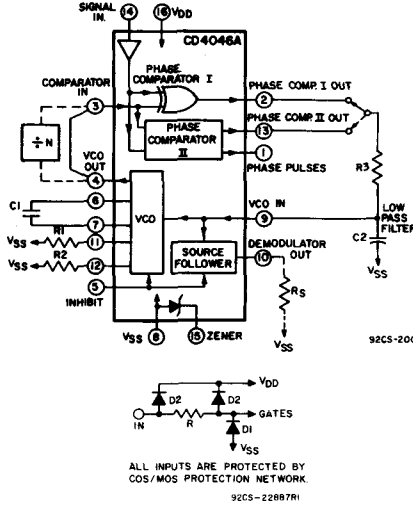 SIGNAL
IN.
14
16
VDD
CD4046A
PHASE
COMPARATOR I
COMPARATOR
IN
3
2
PHASE COMP. I OUT
PHASE COMP. II OUT
13
PHASE
COMPARATOR
II
÷ N
1
PHASE PULSES
R3
VCO
OUT
4
6
C1
7
VCO
VCO IN
9
LOW
PASS
FILTER
C2
VSS
R1
VSS
11
R2
VSS
12
SOURCE
FOLLOWER
DEMODULATOR
OUT
10
RS
VSS
5
INHIBIT
VSS
8
15
ZENER
92CS-200
VDD
D2
D2
IN
R
GATES
D1
VSS
ALL INPUTS ARE PROTECTED BY
COS/MOS PROTECTION NETWORK.
92CS-22887RI